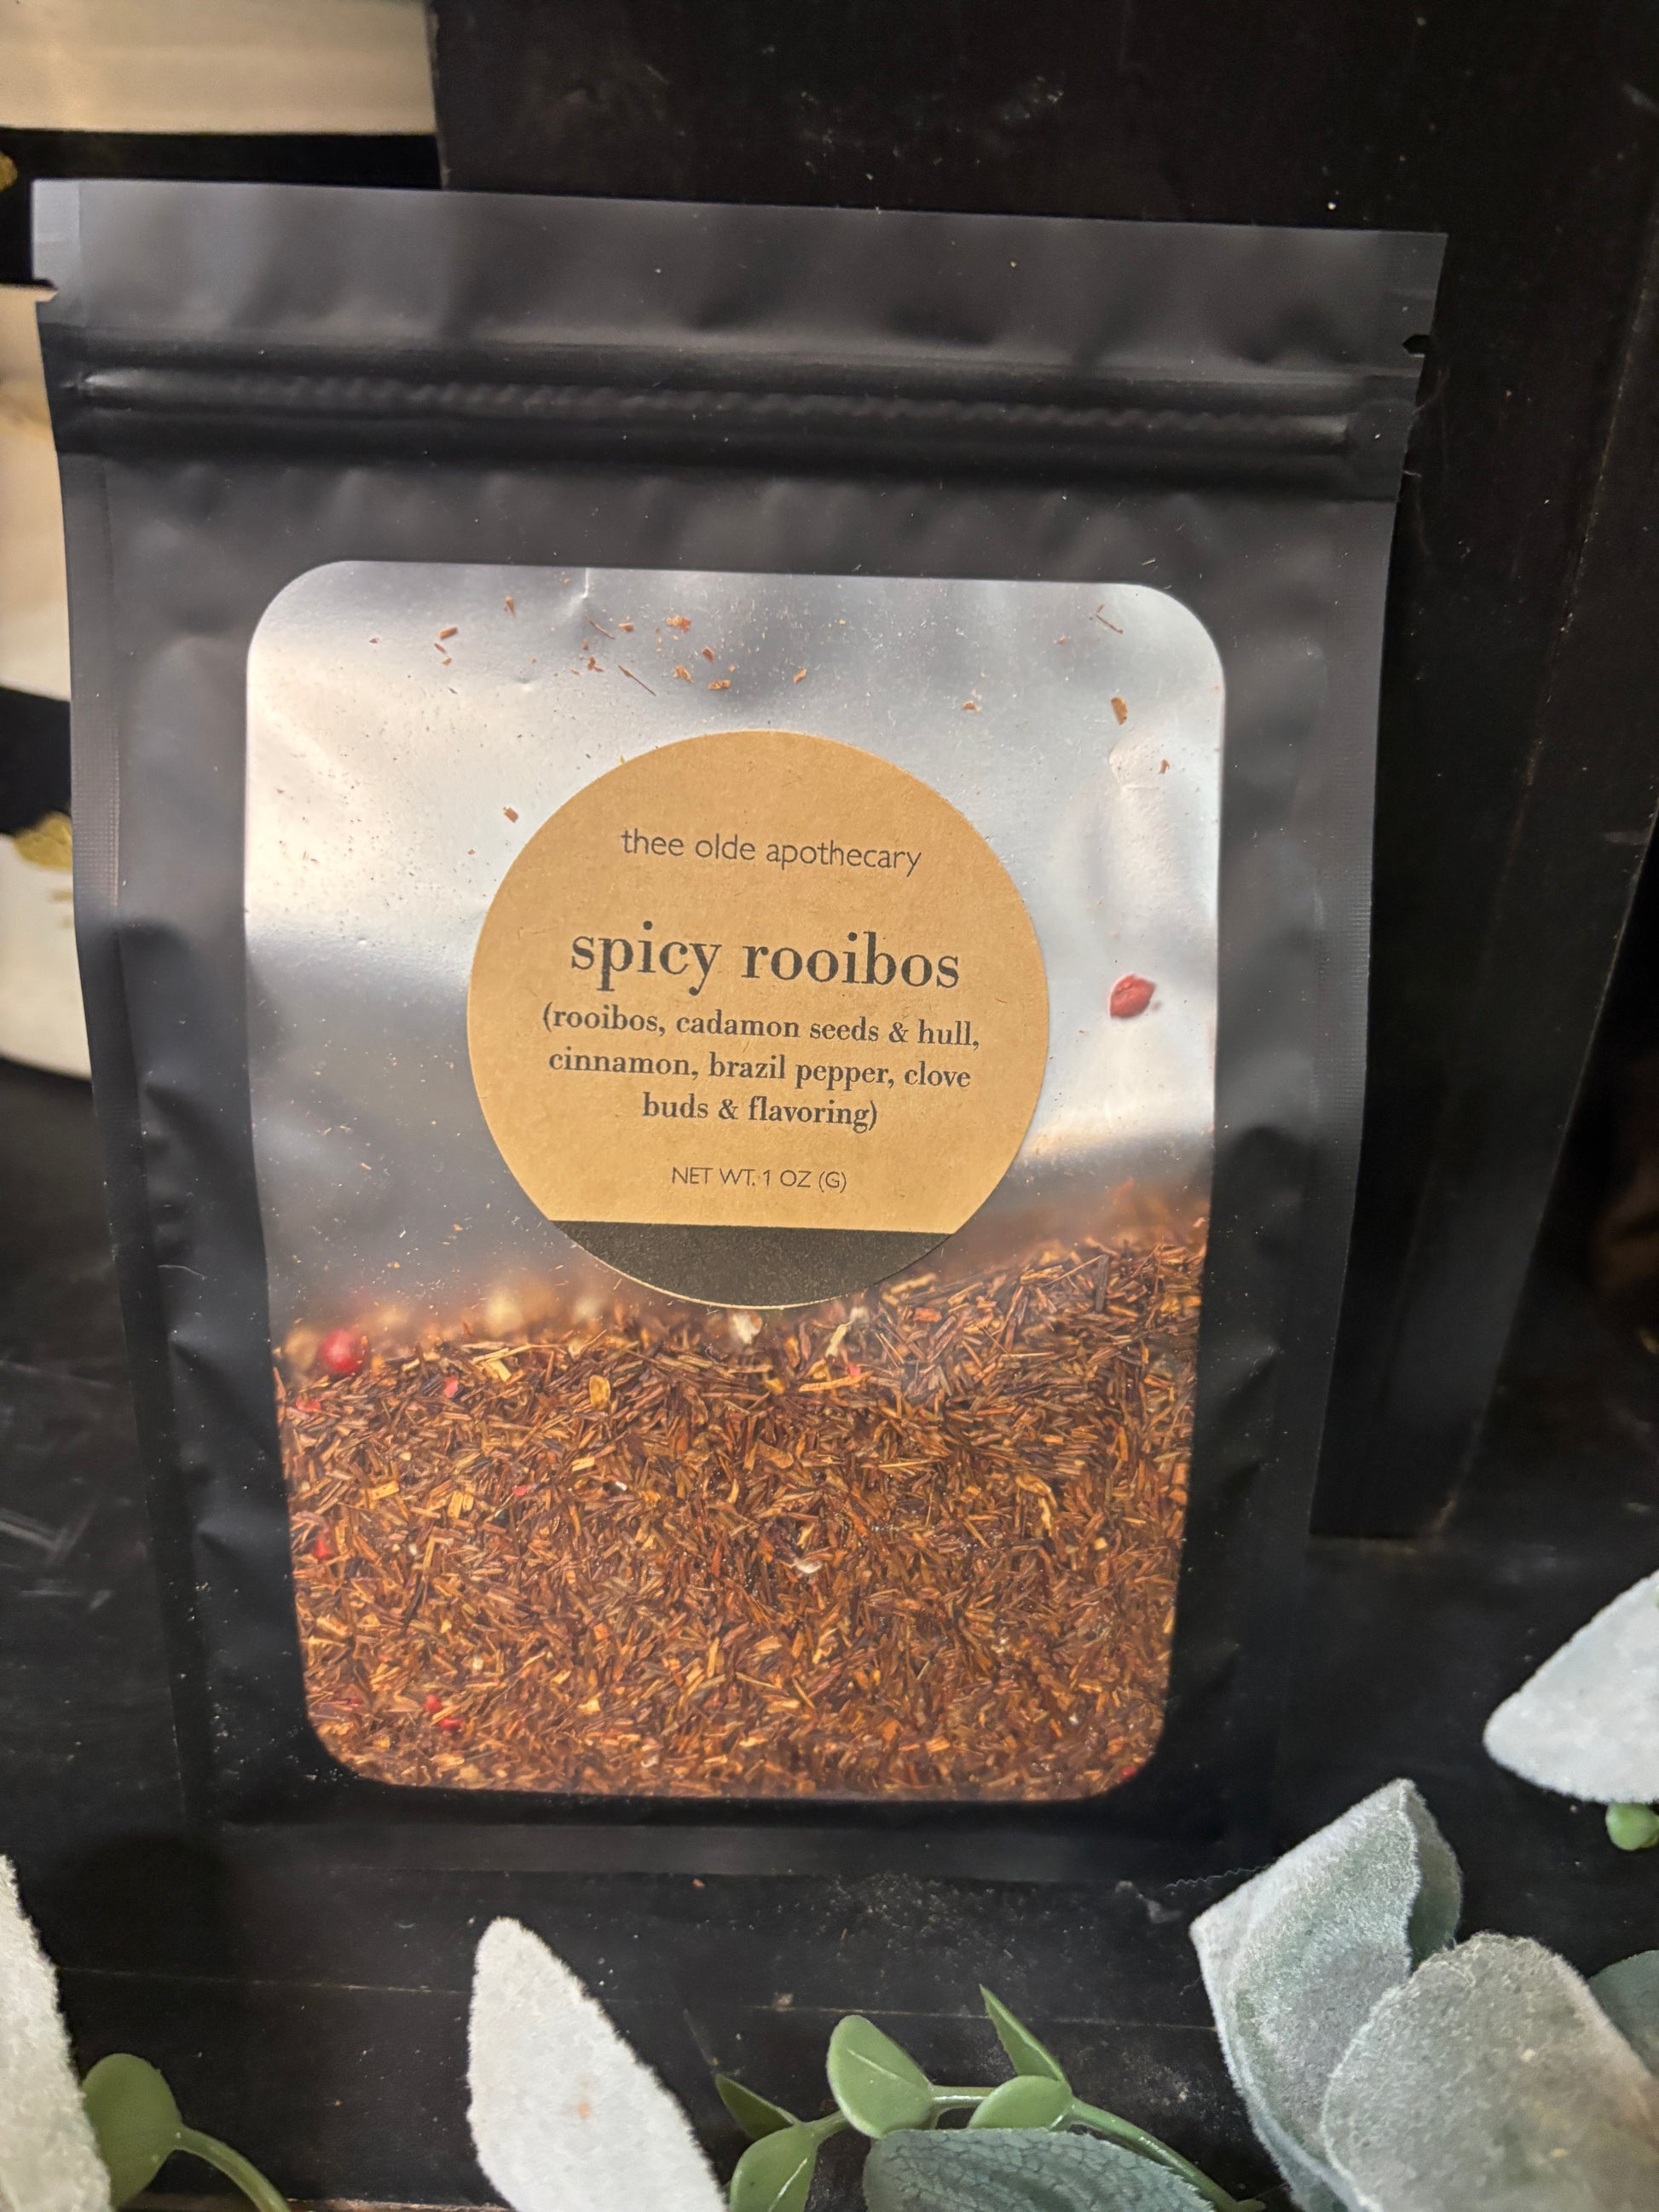 thee olde apothecary
spicy rooibos
(rooibos, cadamon seeds & hull,
cinnamon, brazil pepper, clove
buds & flavoring)
NET WT. 1 OZ (G)